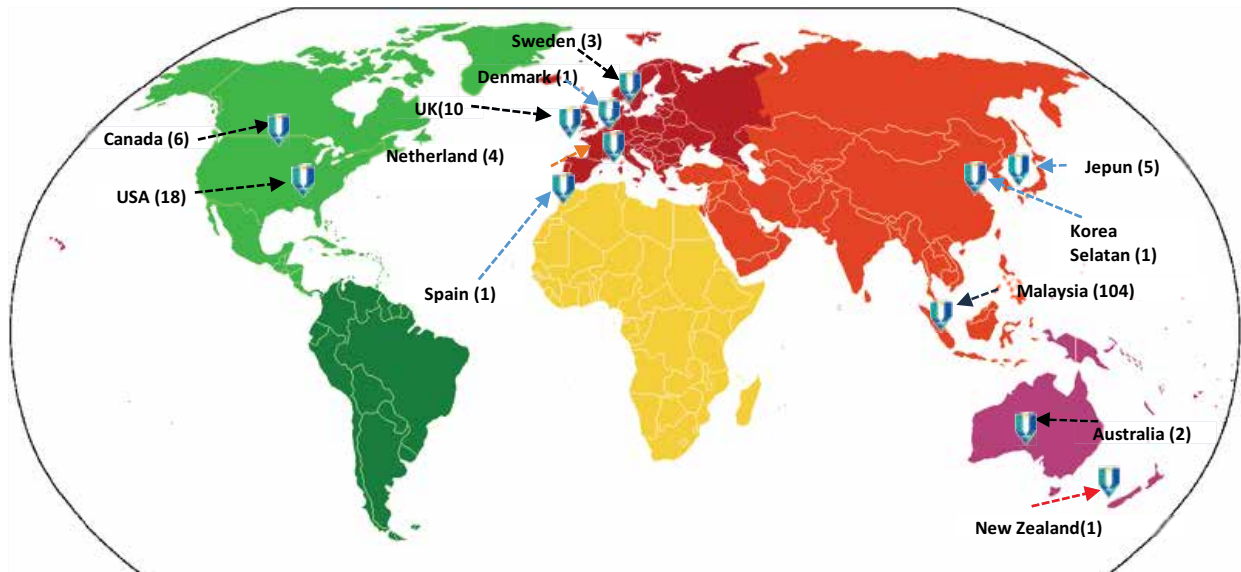 Sweden (3)
Denmark (1)
UK(10
Canada (6)
Netherland (4)
USA (18)
Jepun (5)
Korea
Selatan (1)
Spain (1)
Malaysia (104)
Australia (2)
New Zealand(1)